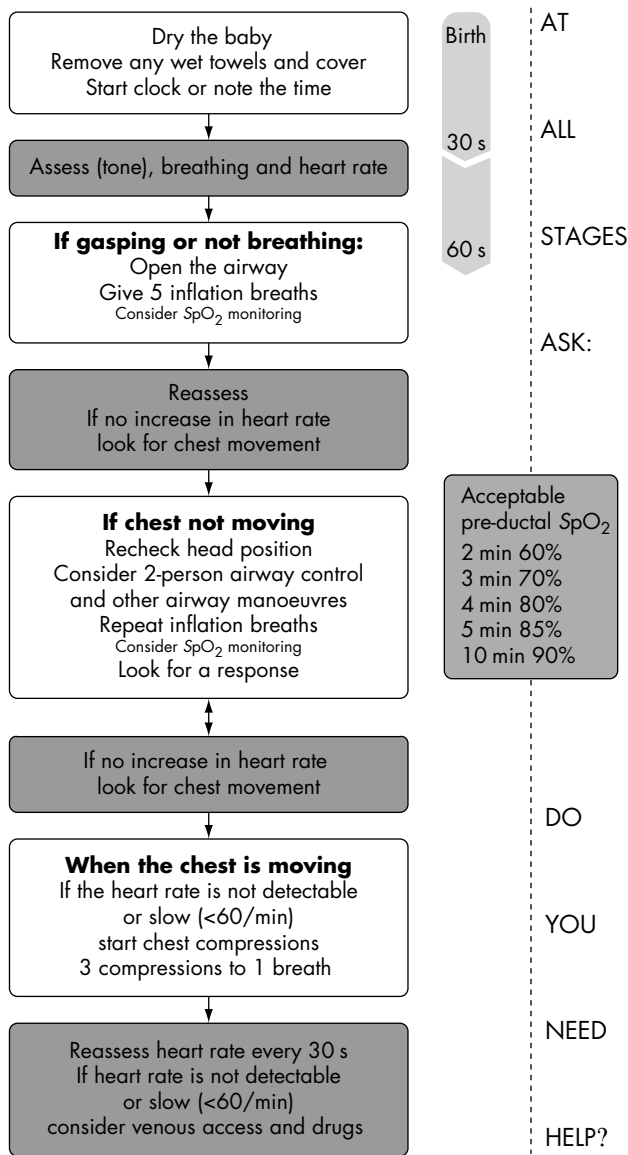 Dry the baby
Remove any wet towels and cover
Start clock or note the time
Assess (tone), breathing and heart rate
If gasping or not breathing:
Open the airway
Give 5 inflation breaths
Consider SpO₂ monitoring
Reassess
If no increase in heart rate
look for chest movement
If chest not moving
Recheck head position
Consider 2-person airway control
and other airway manoeuvres
Repeat inflation breaths
Consider SpO₂ monitoring
Look for a response
If no increase in heart rate
look for chest movement
When the chest is moving
If the heart rate is not detectable
or slow (<60/min)
start chest compressions
3 compressions to 1 breath
Reassess heart rate every 30 s
If heart rate is not detectable
or slow (<60/min)
consider venous access and drugs
Birth
30 s
60 s
AT
ALL
STAGES
ASK:
Acceptable
pre-ductal SpO₂
2 min 60%
3 min 70%
4 min 80%
5 min 85%
10 min 90%
DO
YOU
NEED
HELP?